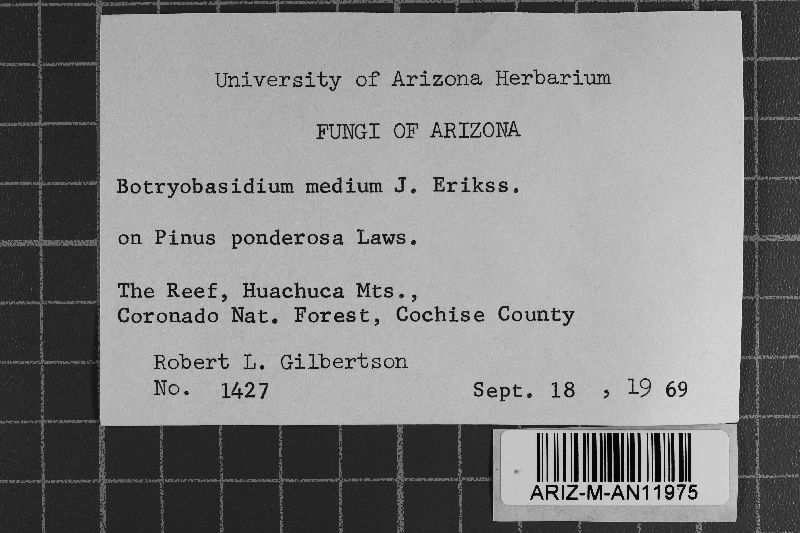 University of Arizona Herbarium
FUNGI OF ARIZONA
Botryobasidium medium J. Erikss.
on Pinus ponderosa Laws.
The Reef, Huachuca Mts.,
Coronado Nat. Forest, Cochise County
Robert L. Gilbertson
No. 1427 Sept. 18 , 19 69
ARIZ-M-AN11975